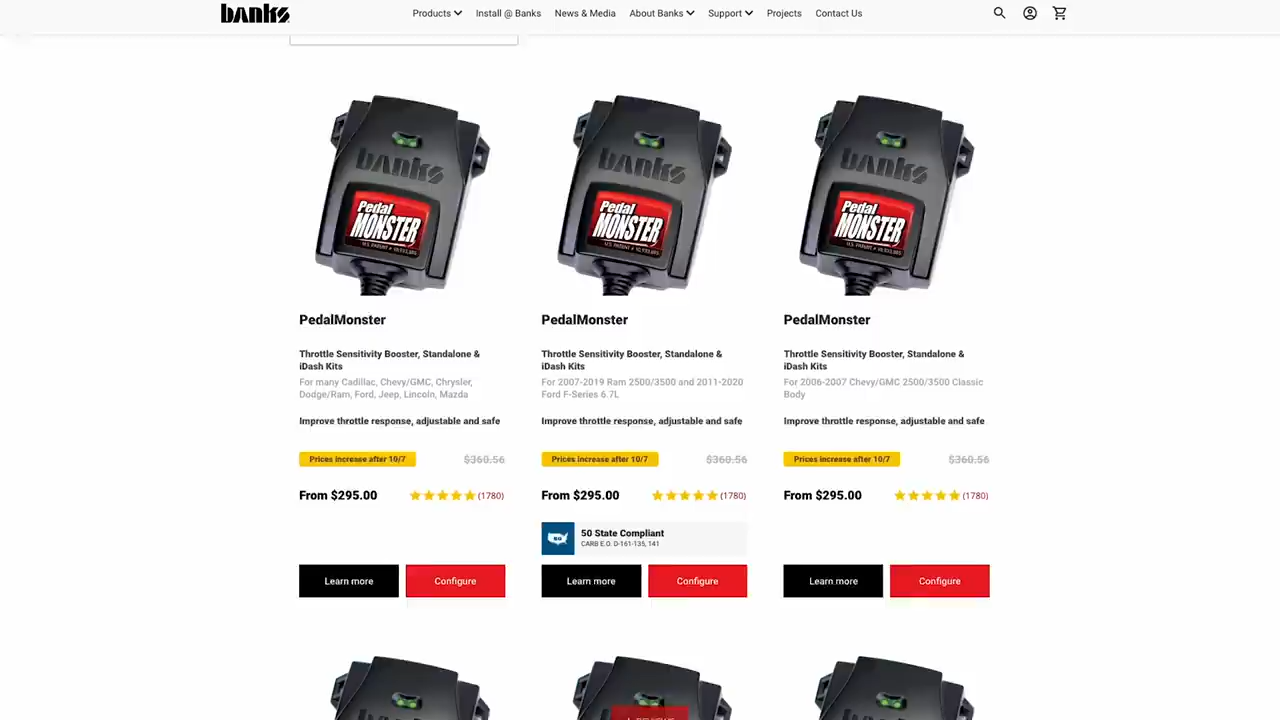 banks
Products
Install @ Banks
News & Media
About Banks
Support
Projects
Contact Us
banks
Pedal
MONSTER
banks
Pedal
MONSTER
banks
Pedal
MONSTER
PedalMonster
PedalMonster
PedalMonster
Throttle Sensitivity Booster, Standalone &
iDash Kits
Throttle Sensitivity Booster, Standalone &
iDash Kits
Throttle Sensitivity Booster, Standalone &
iDash Kits
For many Cadillac, Chevy/GMC, Chrysler,
Dodge/Ram, Ford, Jeep, Lincoln, Mazda
For 2007-2019 Ram 2500/3500 and 2011-2020
Ford F-Series 6.7L
For 2006-2007 Chevy/GMC 2500/3500 Classic
Body
Improve throttle response, adjustable and safe
Improve throttle response, adjustable and safe
Improve throttle response, adjustable and safe
Prices increase after 10/7
$360.56
Prices increase after 10/7
$360.56
Prices increase after 10/7
$360.56
From $295.00
(1780)
From $295.00
(1780)
From $295.00
(1780)
50 State Compliant
CARB E.O. D-161-135, 141
Learn more
Configure
Learn more
Configure
Learn more
Configure
banks
banks
banks